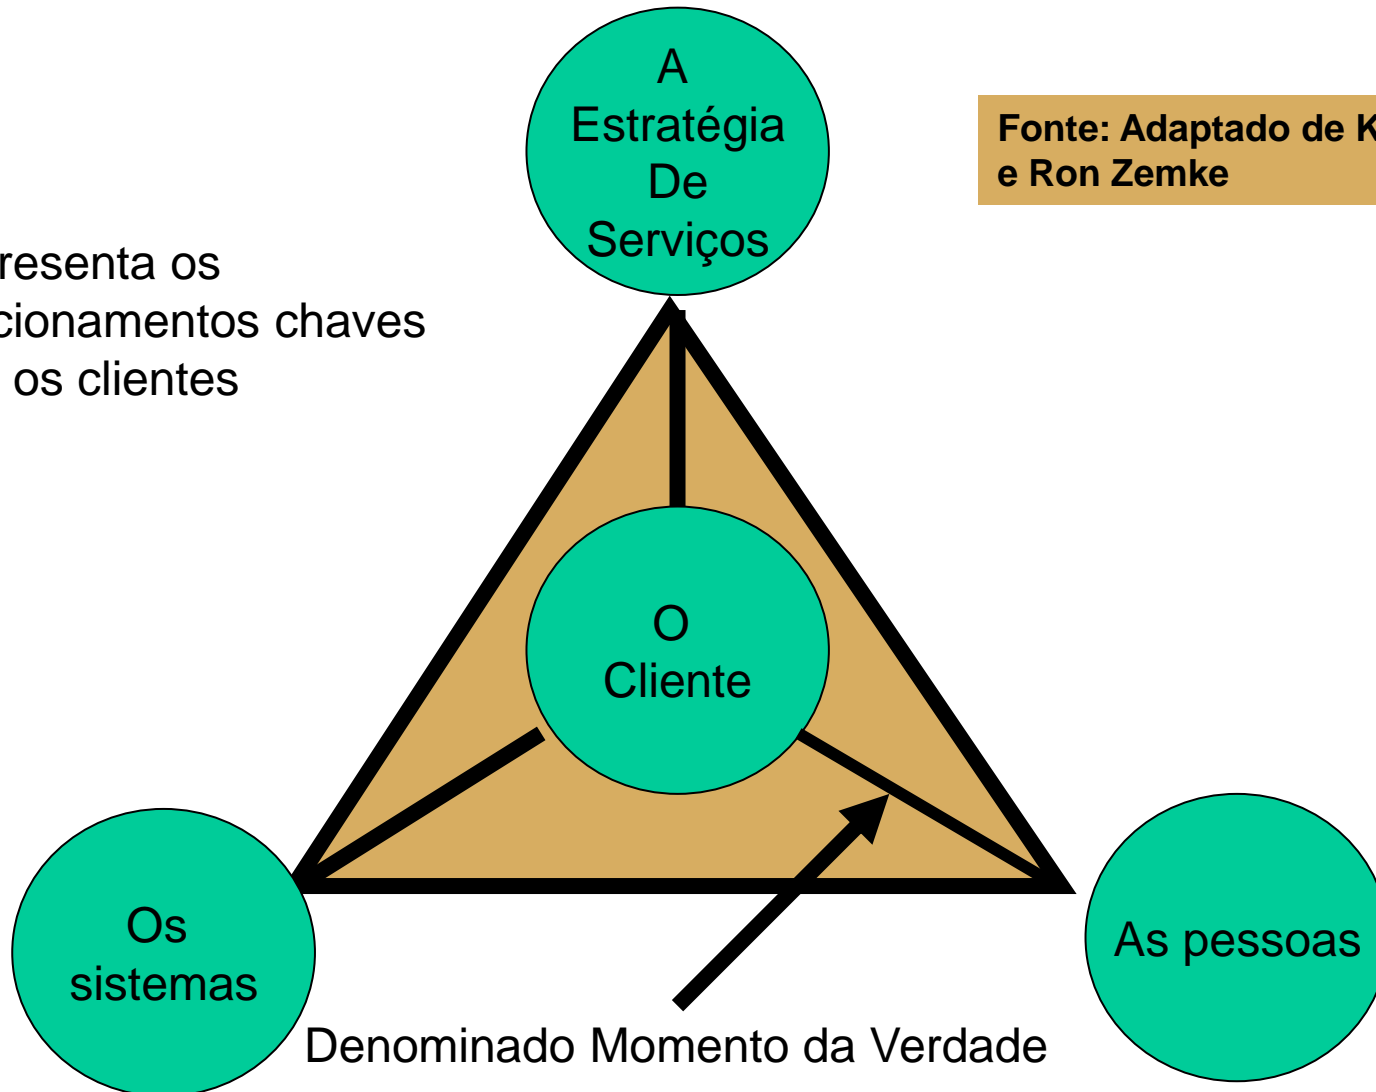 A
Estratégia
De
Serviços
Fonte: Adaptado de K
e Ron Zemke
resenta os
cionamentos chaves
os clientes
O
Cliente
Os
sistemas
As pessoas
Denominado Momento da Verdade